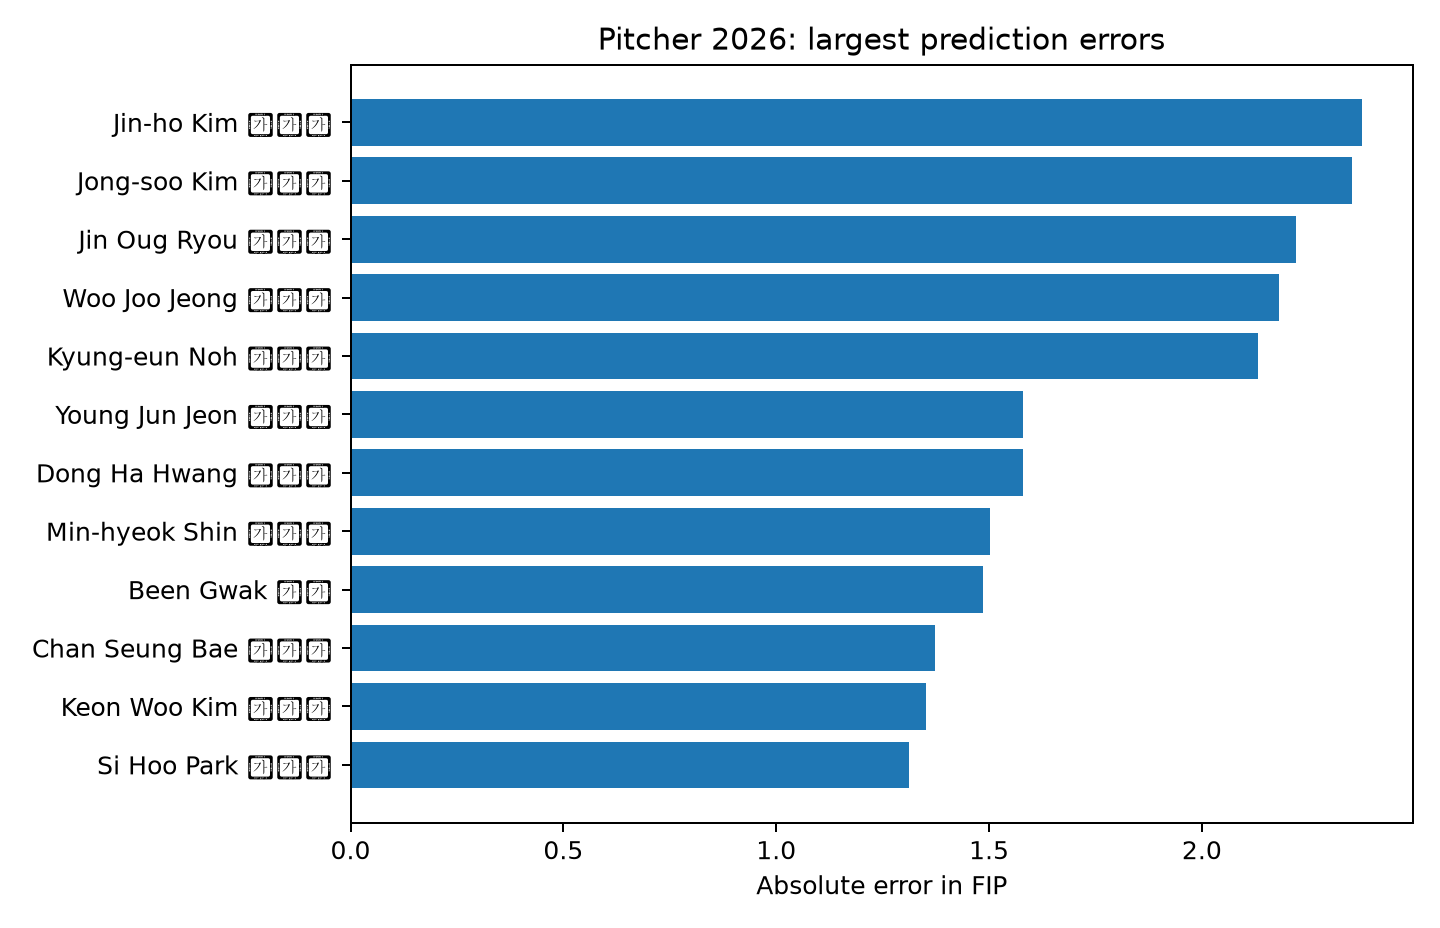 Pitcher 2026: largest prediction errors
Jin-ho Kim
Jong-soo Kim
Jin Oug Ryou
Woo Joo Jeong
Kyung-eun Noh
Young Jun Jeon
Dong Ha Hwang
Min-hyeok Shin
Been Gwak
Chan Seung Bae
Keon Woo Kim
Si Hoo Park
0.0 0.5 1.0 1.5 2.0
Absolute error in FIP